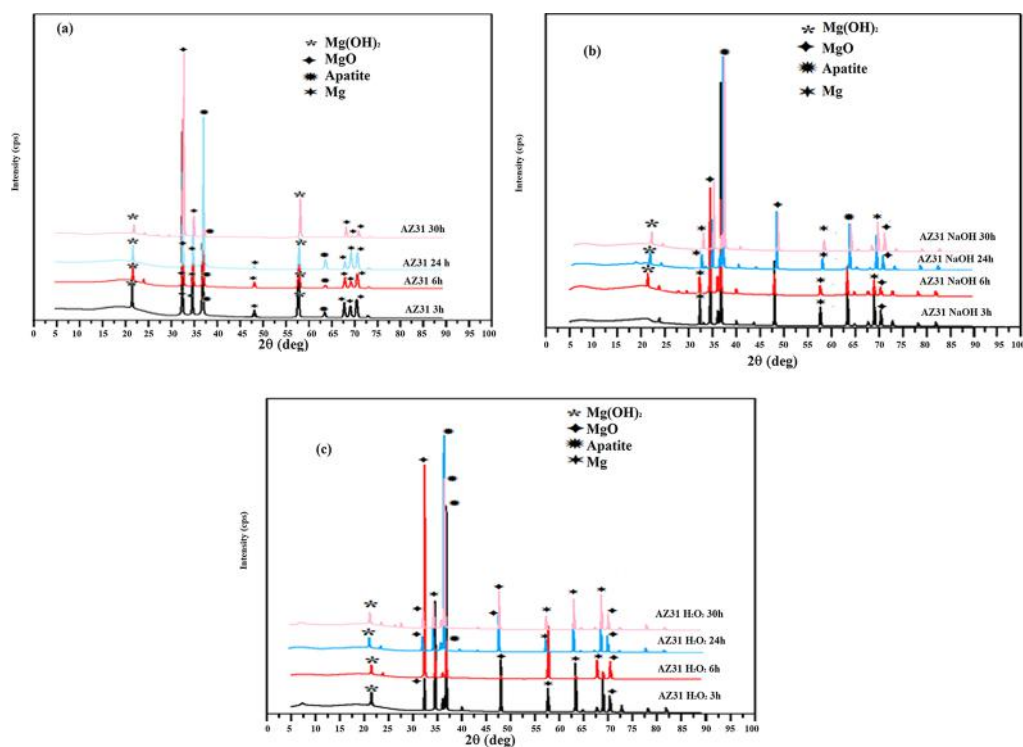 (a)
Mg(OH)₂
MgO
Apatite
Mg
Intensity (cps)
AZ31 30h
AZ31 24 h
AZ31 6h
AZ31 3h
0 5 10 15 20 25 30 35 40 45 50 55 60 65 70 75 80 85 90 95 100
2θ (deg)
(b)
Mg(OH)₂
MgO
Apatite
Mg
Intensity (cps)
AZ31 NaOH 30h
AZ31 NaOH 24h
AZ31 NaOH 6h
AZ31 NaOH 3h
0 5 10 15 20 25 30 35 40 45 50 55 60 65 70 75 80 85 90 95 100
2θ (deg)
(c)
Mg(OH)₂
MgO
Apatite
Mg
Intensity (cps)
AZ31 H₂O₂ 30h
AZ31 H₂O₂ 24h
AZ31 H₂O₂ 6h
AZ31 H₂O₂ 3h
0 5 10 15 20 25 30 35 40 45 50 55 60 65 70 75 80 85 90 95 100
2θ (deg)